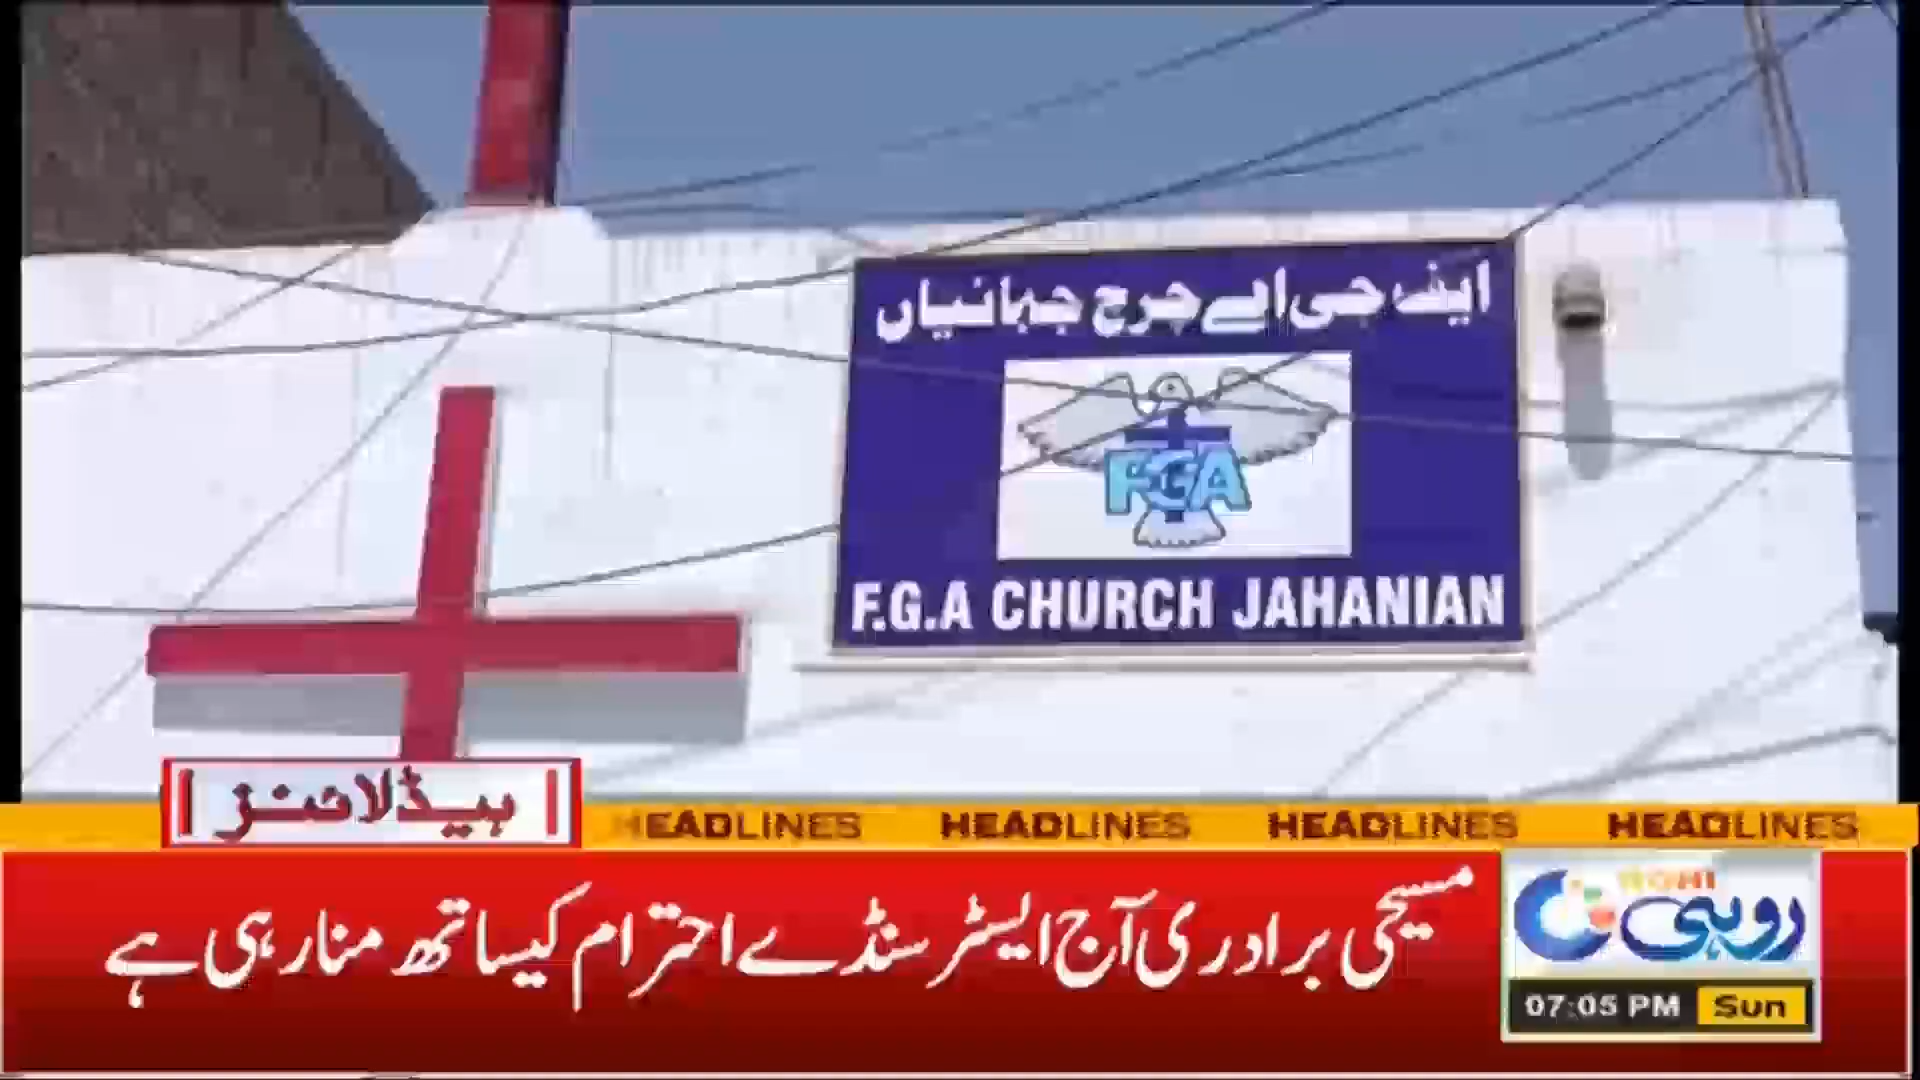 ایف جی اے چرچ جہانیاں
FGA
F.G.A CHURCH JAHANIAN
ہیڈلائنز
HEADLINES HEADLINES HEADLINES HEADLINES
مسیحی برادری آج ایسٹر سنڈے احترام کیساتھ منا رہی ہے
ROHI
روہی
07:05 PM Sun